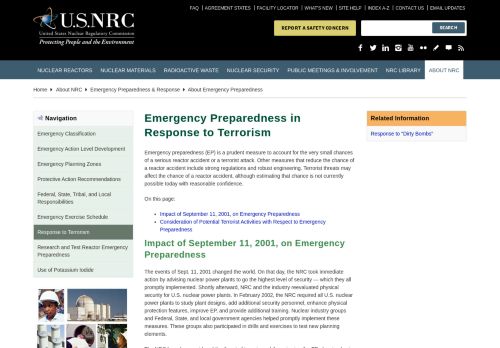 FAQ | AGREEMENT STATES | FACILITY LOCATOR | WHAT'S NEW | SITE HELP | INDEX A-Z | CONTACT US | EMAIL UPDATES
U.S.NRC
United States Nuclear Regulatory Commission
Protecting People and the Environment
REPORT A SAFETY CONCERN
SEARCH
NUCLEAR REACTORS NUCLEAR MATERIALS RADIOACTIVE WASTE NUCLEAR SECURITY PUBLIC MEETINGS & INVOLVEMENT NRC LIBRARY ABOUT NRC
Home About NRC Emergency Preparedness & Response About Emergency Preparedness
Navigation
Emergency Classification
Emergency Action Level Development
Emergency Planning Zones
Protective Action Recommendations
Federal, State, Tribal, and Local
Responsibilities
Emergency Exercise Schedule
Response to Terrorism
Research and Test Reactor Emergency
Preparedness
Use of Potassium Iodide
Emergency Preparedness in
Response to Terrorism
Emergency preparedness (EP) is a prudent measure to account for the very small chances
of a serious reactor accident or a terrorist attack. Other measures that reduce the chance of
a reactor accident include strong regulations and robust engineering. Terrorist threats may
affect the chance of a reactor accident, although estimating that chance is not currently
possible today with reasonable confidence.
On this page:
Impact of September 11, 2001, on Emergency Preparedness
Consideration of Potential Terrorist Activities with Respect to Emergency
Preparedness
Impact of September 11, 2001, on Emergency
Preparedness
The events of Sept. 11, 2001 changed the world. On that day, the NRC took immediate
action by advising nuclear power plants to go the highest level of security — which they all
promptly implemented. Shortly afterward, NRC and the industry reevaluated physical
security for U.S. nuclear power plants. In February 2002, the NRC required all U.S. nuclear
power plants to study plant designs, add additional security personnel, enhance physical
protection features, improve EP, and provide additional training. Nuclear industry groups
and Federal, State, and local government agencies helped promptly implement these
measures. These groups also participated in drills and exercises to test new planning
elements.
Related Information
Response to "Dirty Bombs"